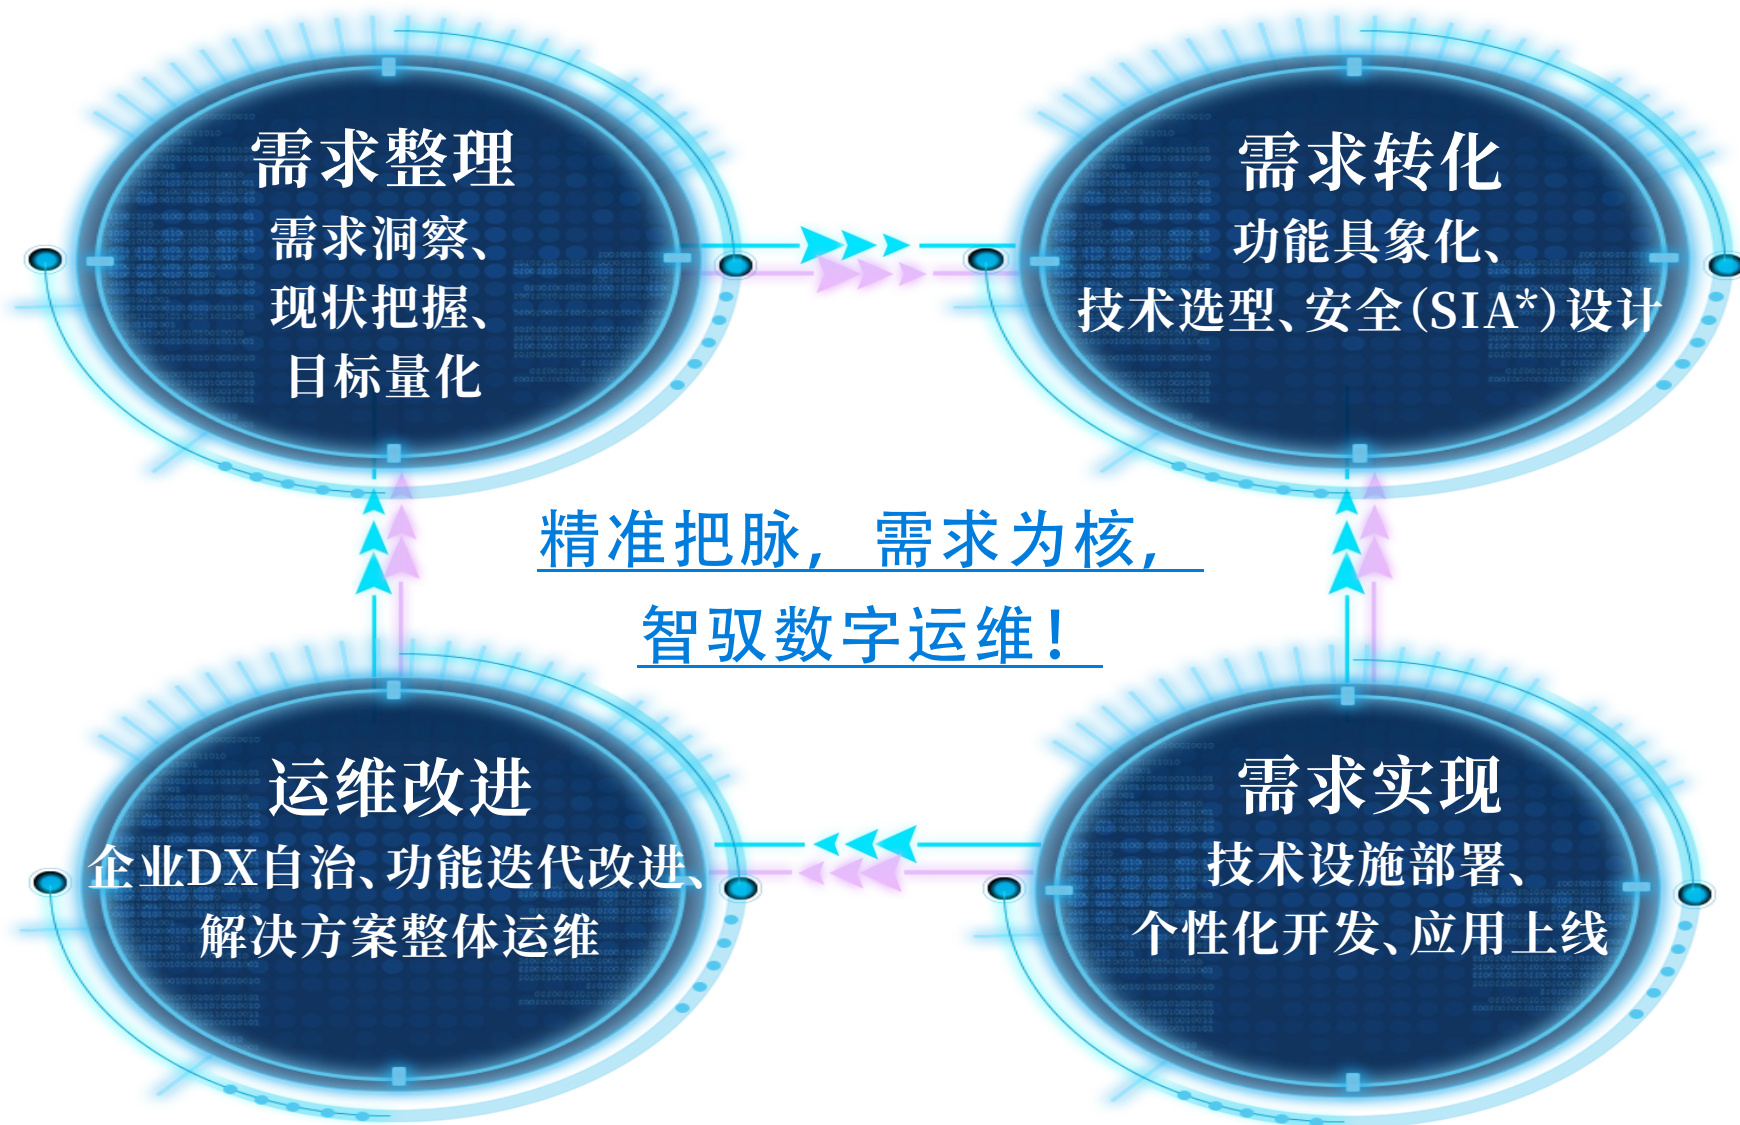 需求整理
需求洞察、
现状把握、
目标量化
需求转化
功能具象化、
技术选型、安全(SIA*)设计
精准把脉，需求为核，
智驭数字运维！
运维改进
企业DX自治、功能迭代改进、
解决方案整体运维
需求实现
技术设施部署、
个性化开发、应用上线